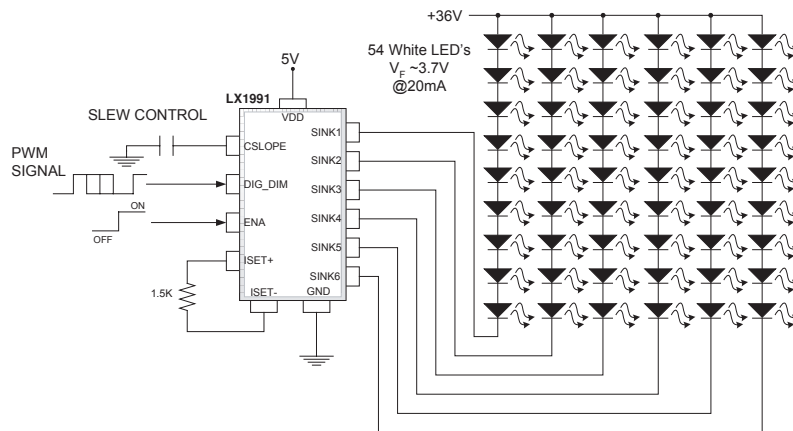 +36V
54 White LED's
VF ~3.7V
@20mA
5V
LX1991
VDD
SLEW CONTROL
CSLOPE
PWM
SIGNAL
DIG_DIM
ON
OFF
ENA
ISET+
1.5K
ISET-
GND
SINK1
SINK2
SINK3
SINK4
SINK5
SINK6